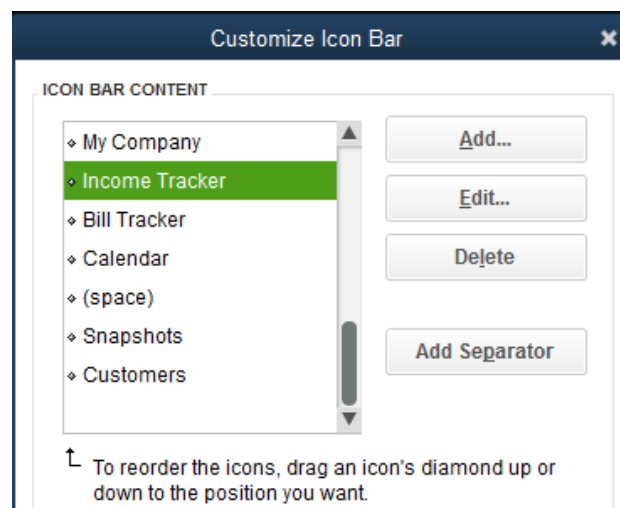 Customize Icon Bar
ICON BAR CONTENT
My Company
Income Tracker
Bill Tracker
Calendar
(space)
Snapshots
Customers
Add...
Edit...
Delete
Add Separator
To reorder the icons, drag an icon's diamond up or
down to the position you want.